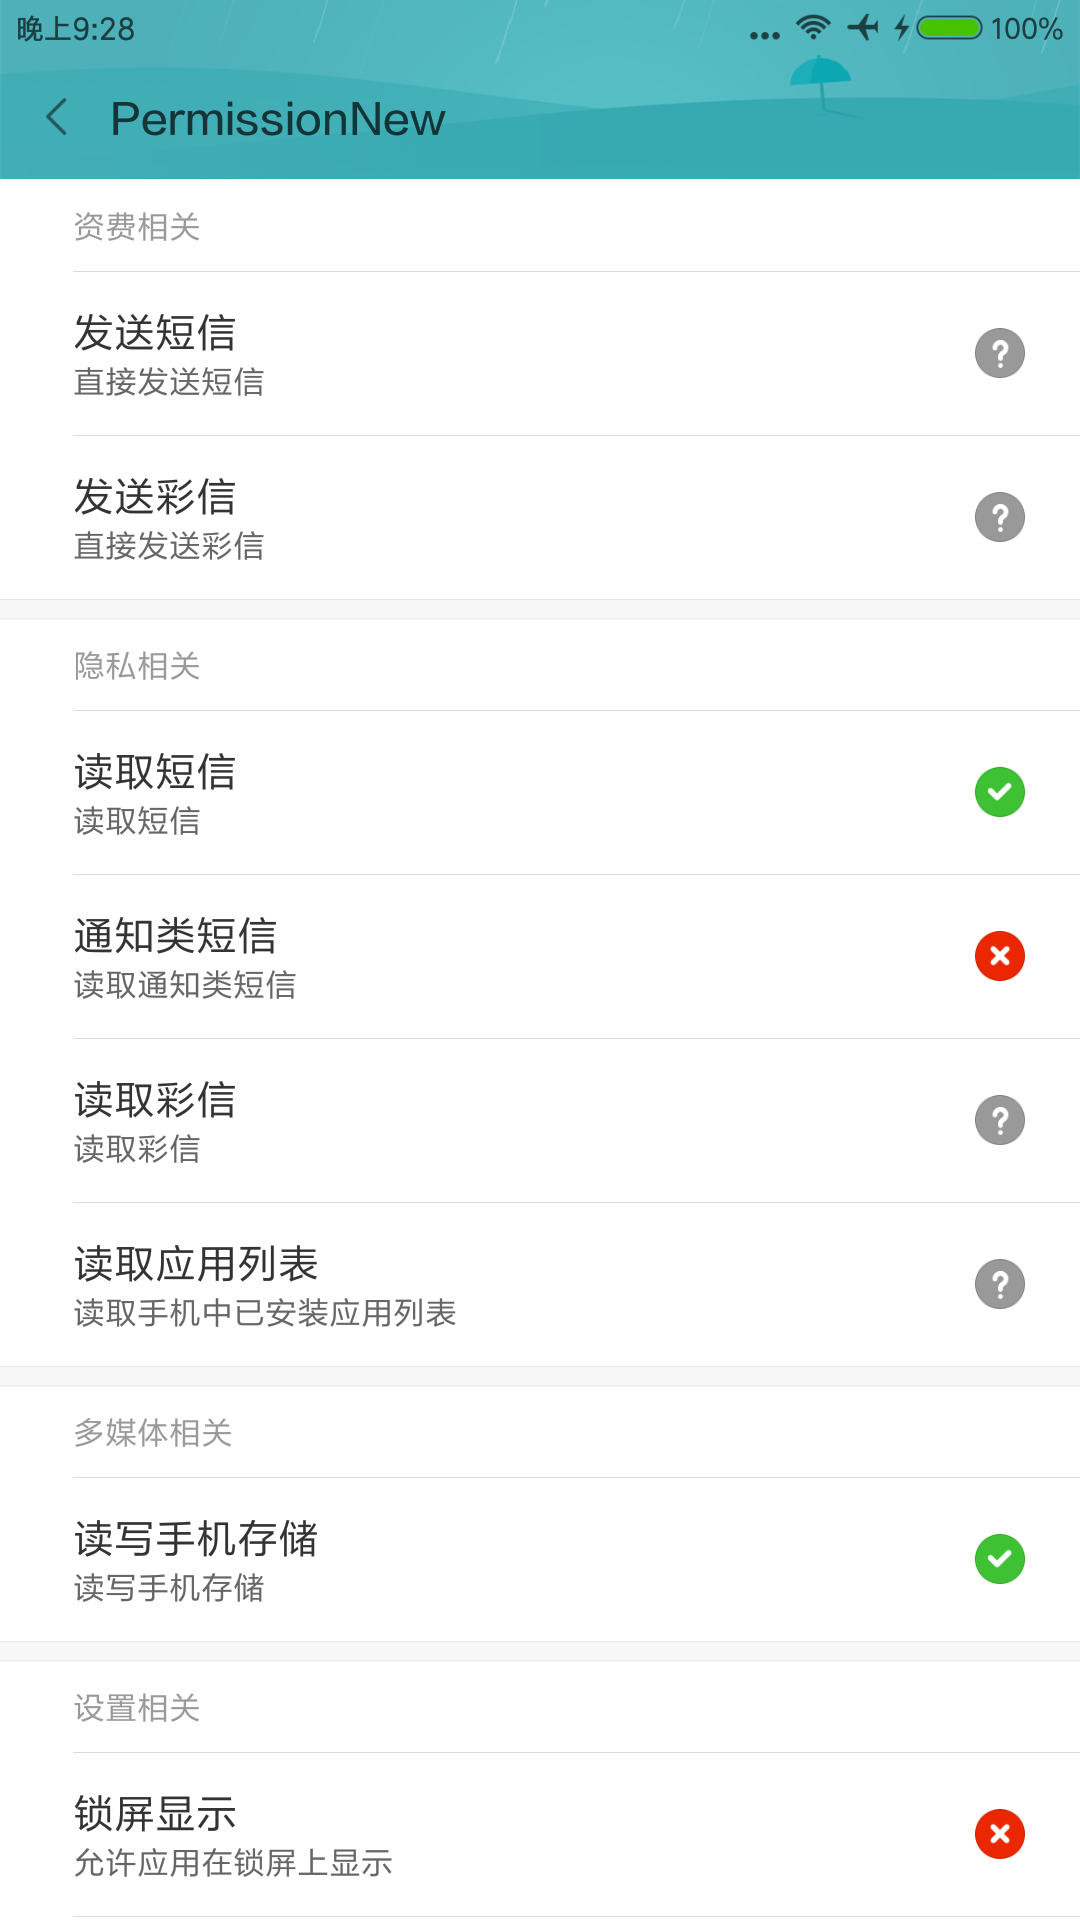 晚上9:28 100%
PermissionNew
资费相关
发送短信
直接发送短信
发送彩信
直接发送彩信
隐私相关
读取短信
读取短信
通知类短信
读取通知类短信
读取彩信
读取彩信
读取应用列表
读取手机中已安装应用列表
多媒体相关
读写手机存储
读写手机存储
设置相关
锁屏显示
允许应用在锁屏上显示